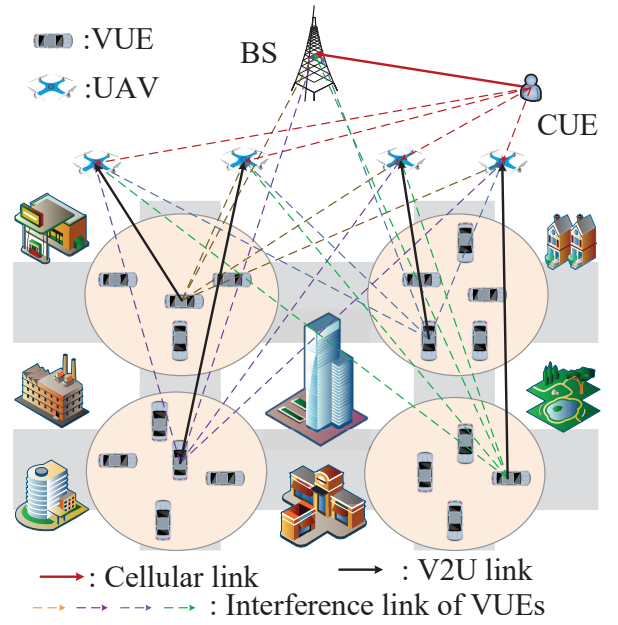 :VUE
BS
:UAV
CUE
: Cellular link
: V2U link
: Interference link of VUEs